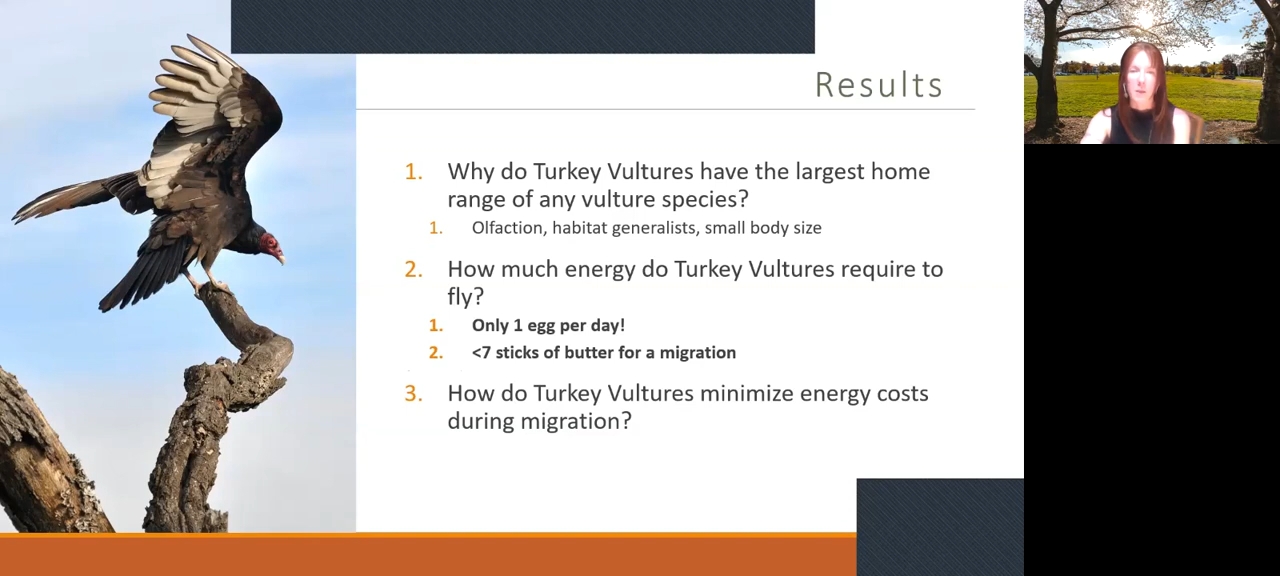 Results
1. Why do Turkey Vultures have the largest home
range of any vulture species?
1. Olfaction, habitat generalists, small body size
2. How much energy do Turkey Vultures require to
fly?
1. Only 1 egg per day!
2. <7 sticks of butter for a migration
3. How do Turkey Vultures minimize energy costs
during migration?